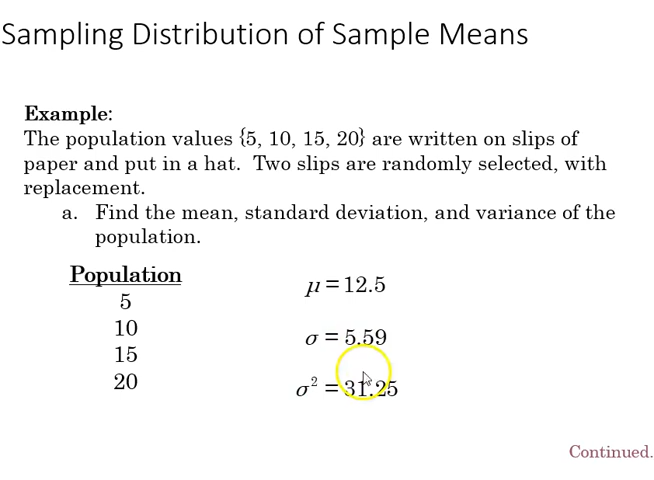 Sampling Distribution of Sample Means
Example:
The population values {5, 10, 15, 20} are written on slips of
paper and put in a hat. Two slips are randomly selected, with
replacement.
a. Find the mean, standard deviation, and variance of the
population.
Population
5
10
15
20
μ = 12.5
σ = 5.59
σ² = 31.25
Continued.